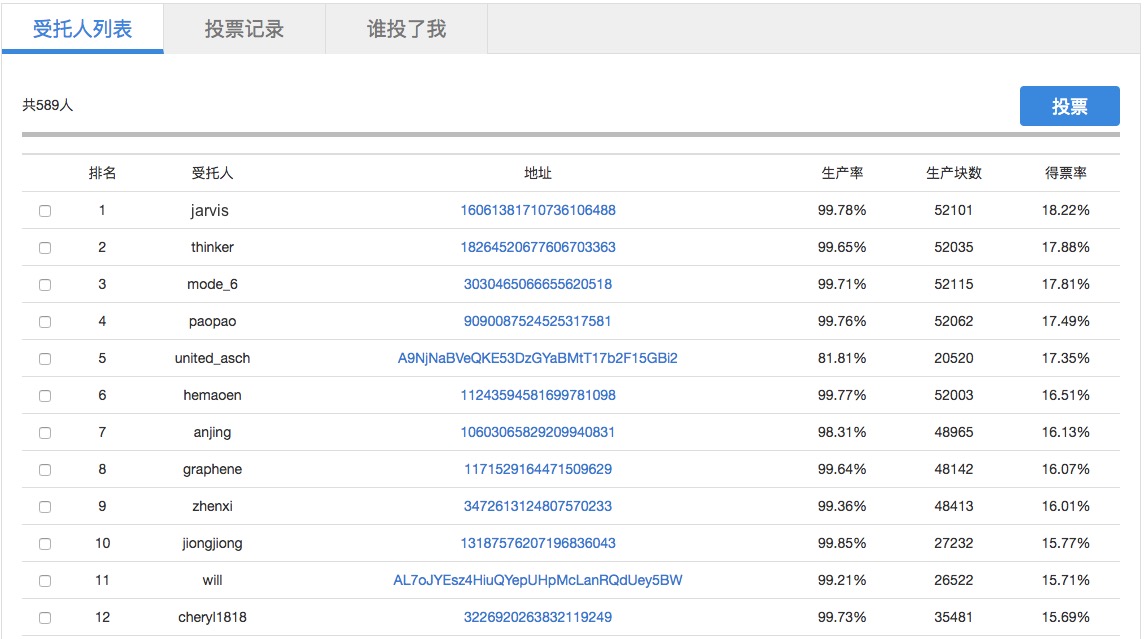 受托人列表 投票记录 谁投了我
共589人 投票
排名 受托人 地址 生产率 生产块数 得票率
1 jarvis 16061381710736106488 99.78% 52101 18.22%
2 thinker 18264520677606703363 99.65% 52035 17.88%
3 mode_6 3030465066655620518 99.71% 52115 17.81%
4 paopao 9090087524525317581 99.76% 52062 17.49%
5 united_asch A9NjNaBVeQKE53DzGYaBMtT17b2F15GBi2 81.81% 20520 17.35%
6 hemaoen 11243594581699781098 99.77% 52003 16.51%
7 anjing 10603065829209940831 98.31% 48965 16.13%
8 graphene 1171529164471509629 99.64% 48142 16.07%
9 zhenxi 3472613124807570233 99.36% 48413 16.01%
10 jiongjiong 13187576207196836043 99.85% 27232 15.77%
11 will AL7oJYEsz4HiuQYepUHpMcLanRQdUey5BW 99.21% 26522 15.71%
12 cheryl1818 3226920263832119249 99.73% 35481 15.69%